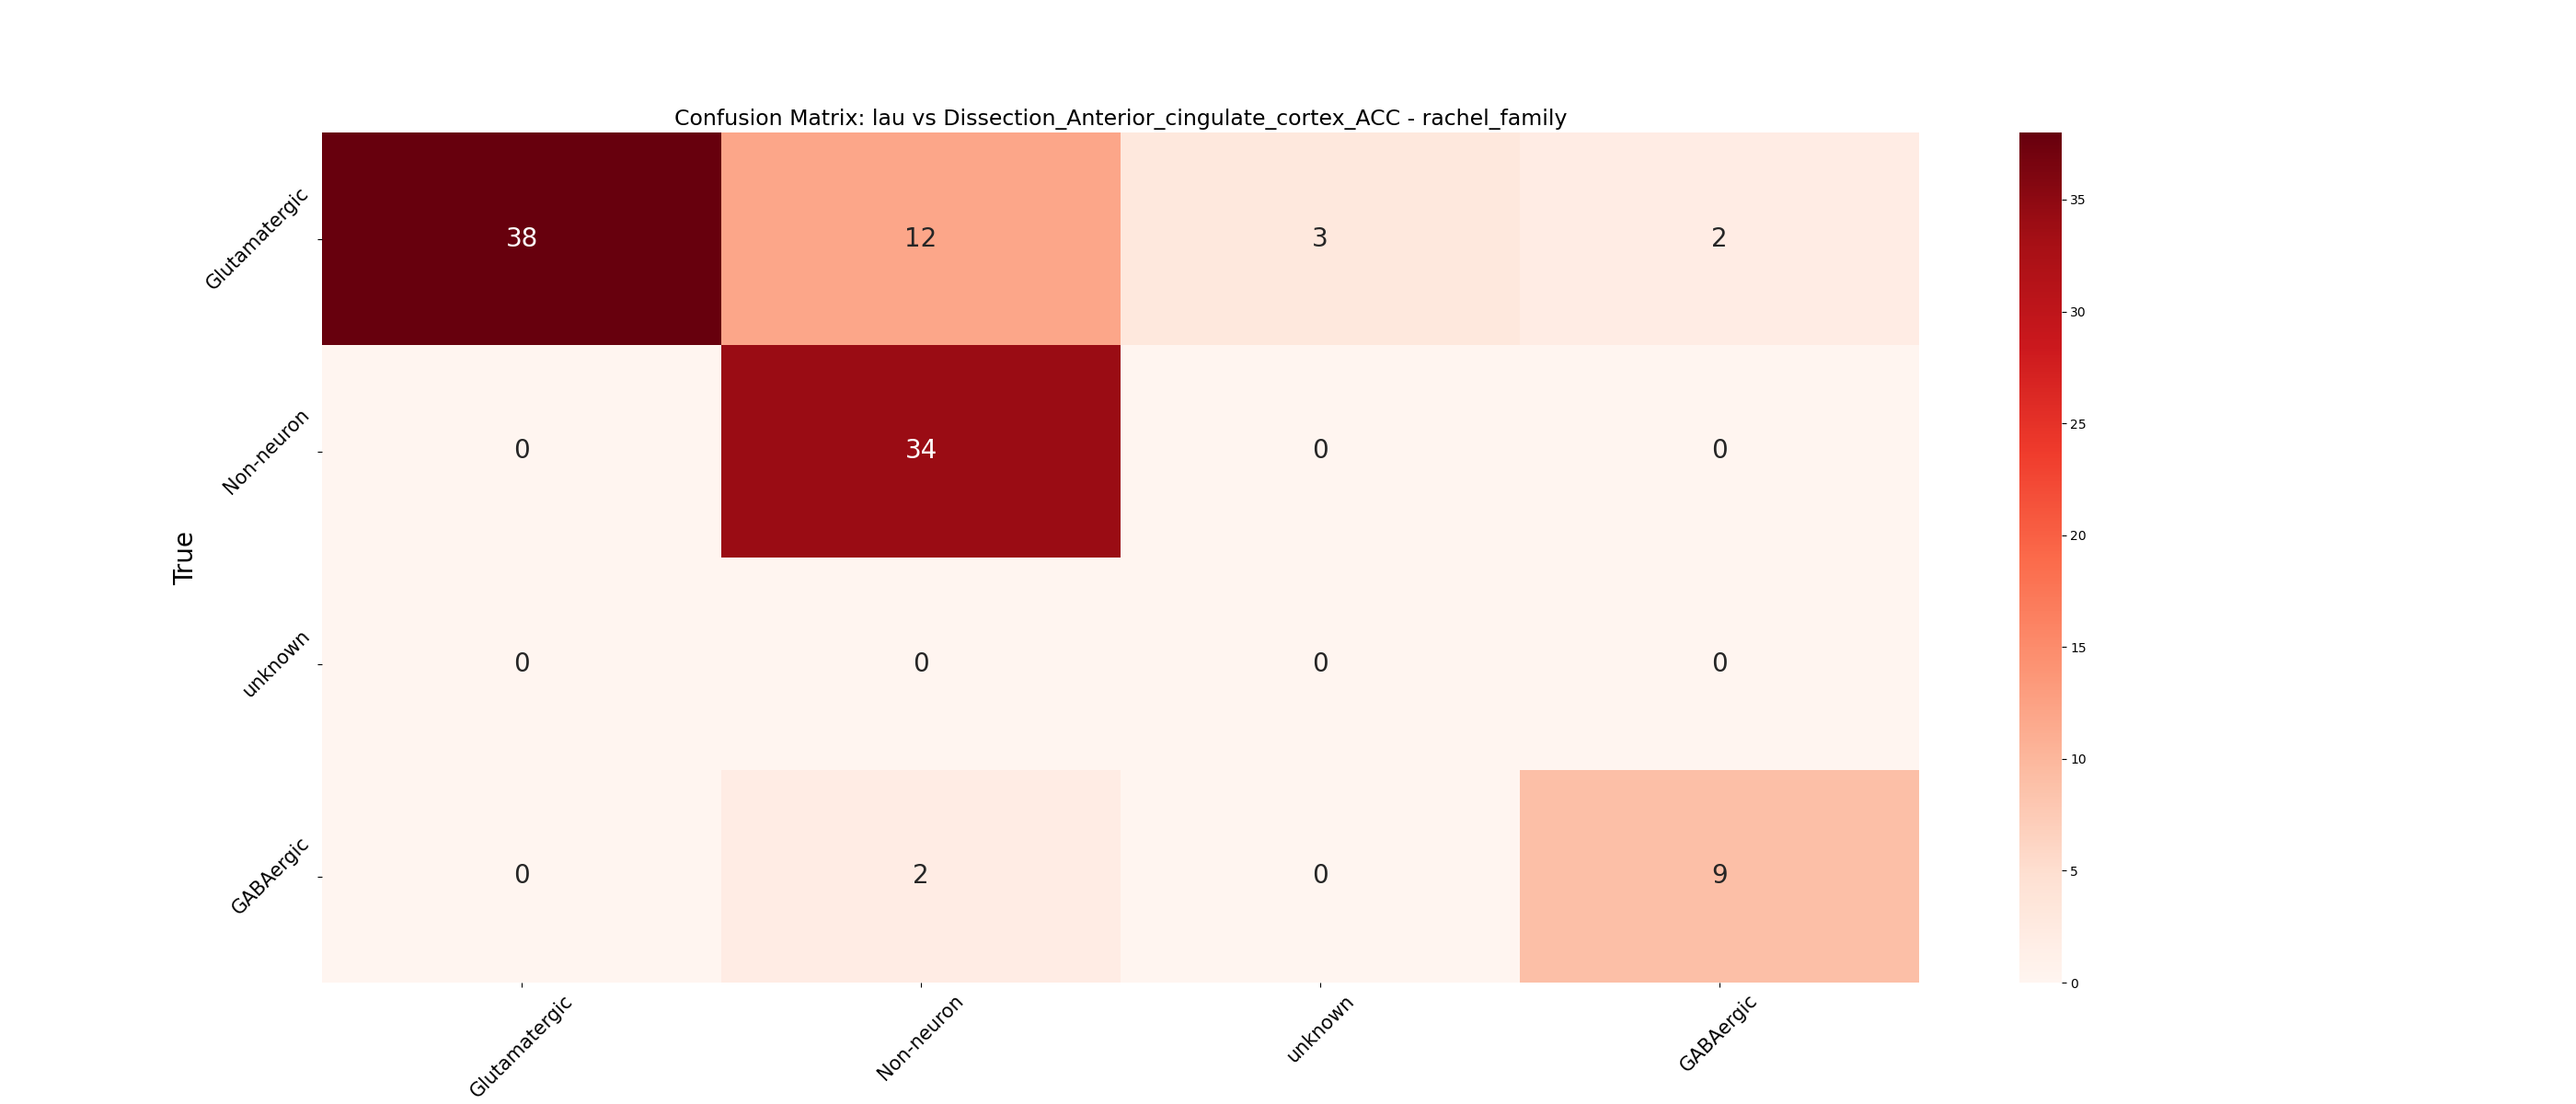 Confusion Matrix: lau vs Dissection_Anterior_cingulate_cortex_ACC - rachel_family
Glutamatergic
38
12
3
2
Non-neuron
0
34
0
0
True
unknown
0
0
0
0
GABAergic
0
2
0
9
Glutamatergic
Non-neuron
unknown
GABAergic
35
30
25
20
15
10
5
0